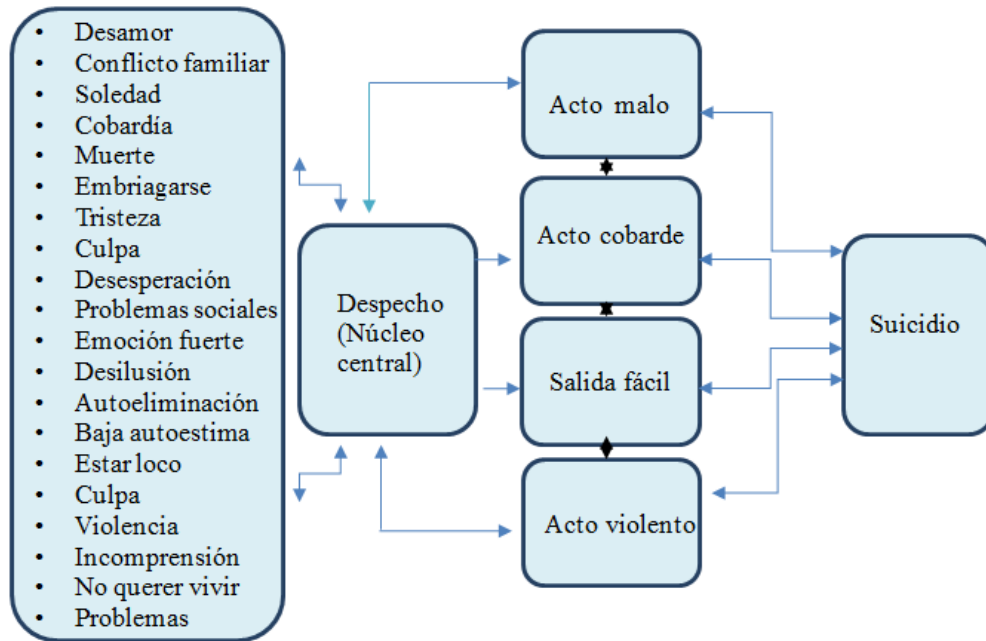 • Desamor
• Conflicto familiar
• Soledad
• Cobardía
• Muerte
• Embriagarse
• Tristeza
• Culpa
• Desesperación
• Problemas sociales
• Emoción fuerte
• Desilusión
• Autoeliminación
• Baja autoestima
• Estar loco
• Culpa
• Violencia
• Incomprensión
• No querer vivir
• Problemas
Despecho
(Núcleo
central)
Acto malo
Acto cobarde
Salida fácil
Acto violento
Suicidio